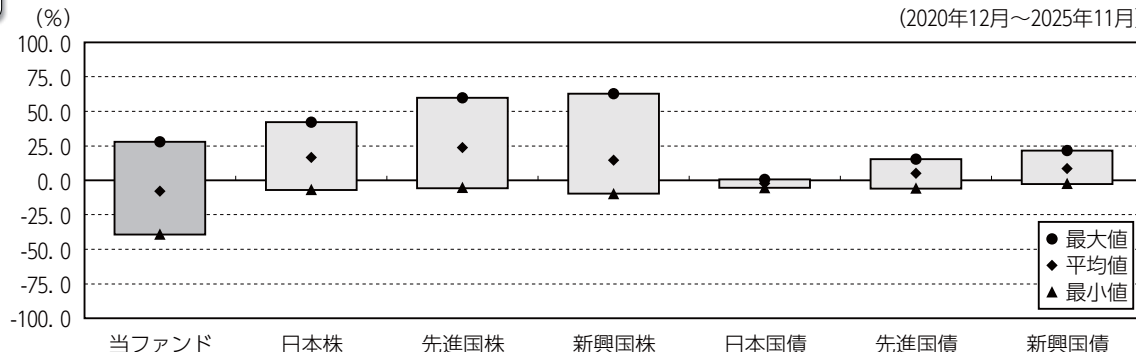 (%)
(2020年12月～2025年11月)
100.0
75.0
50.0
25.0
0.0
-25.0
-50.0
-75.0
-100.0
● 最大値
◆ 平均値
▲ 最小値
当ファンド 日本株 先進国株 新興国株 日本国債 先進国債 新興国債